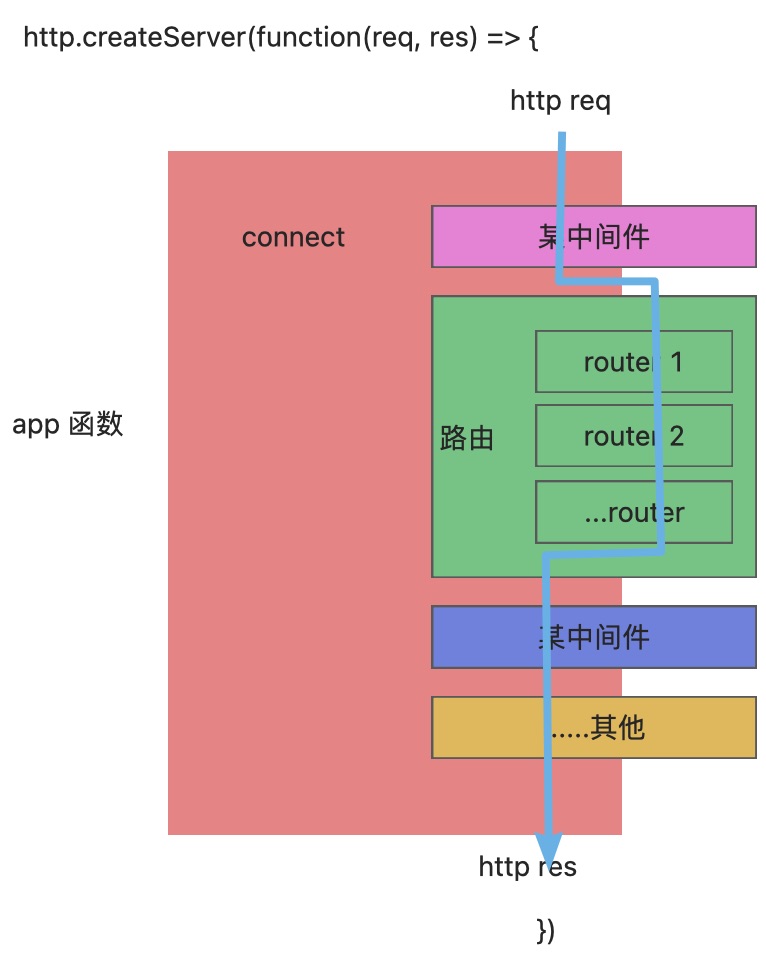 http.createServer(function(req, res) => {
http req
connect
某中间件
router 1
app 函数
路由
router 2
...router
某中间件
.....其他
http res
})